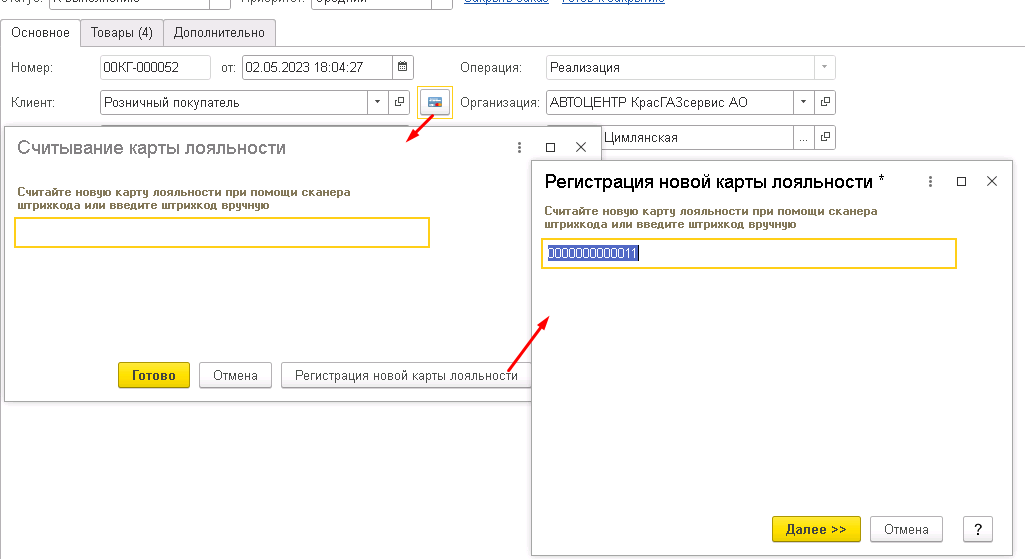 Статус: К выполнению Приоритет: Средний Закрыть заказ Готов к закрытию
Основное Товары (4) Дополнительно
Номер: 00КГ-000052 от: 02.05.2023 18:04:27 Операция: Реализация
Клиент: Розничный покупатель Организация: АВТОЦЕНТР КрасГАЗсервис АО
Цимлянская ...
Считывание карты лояльности
Считайте новую карту лояльности при помощи сканера
штрихкода или введите штрихкод вручную
Готово Отмена Регистрация новой карты лояльности
Регистрация новой карты лояльности *
Считайте новую карту лояльности при помощи сканера
штрихкода или введите штрихкод вручную
0000000000011
Далее >> Отмена ?